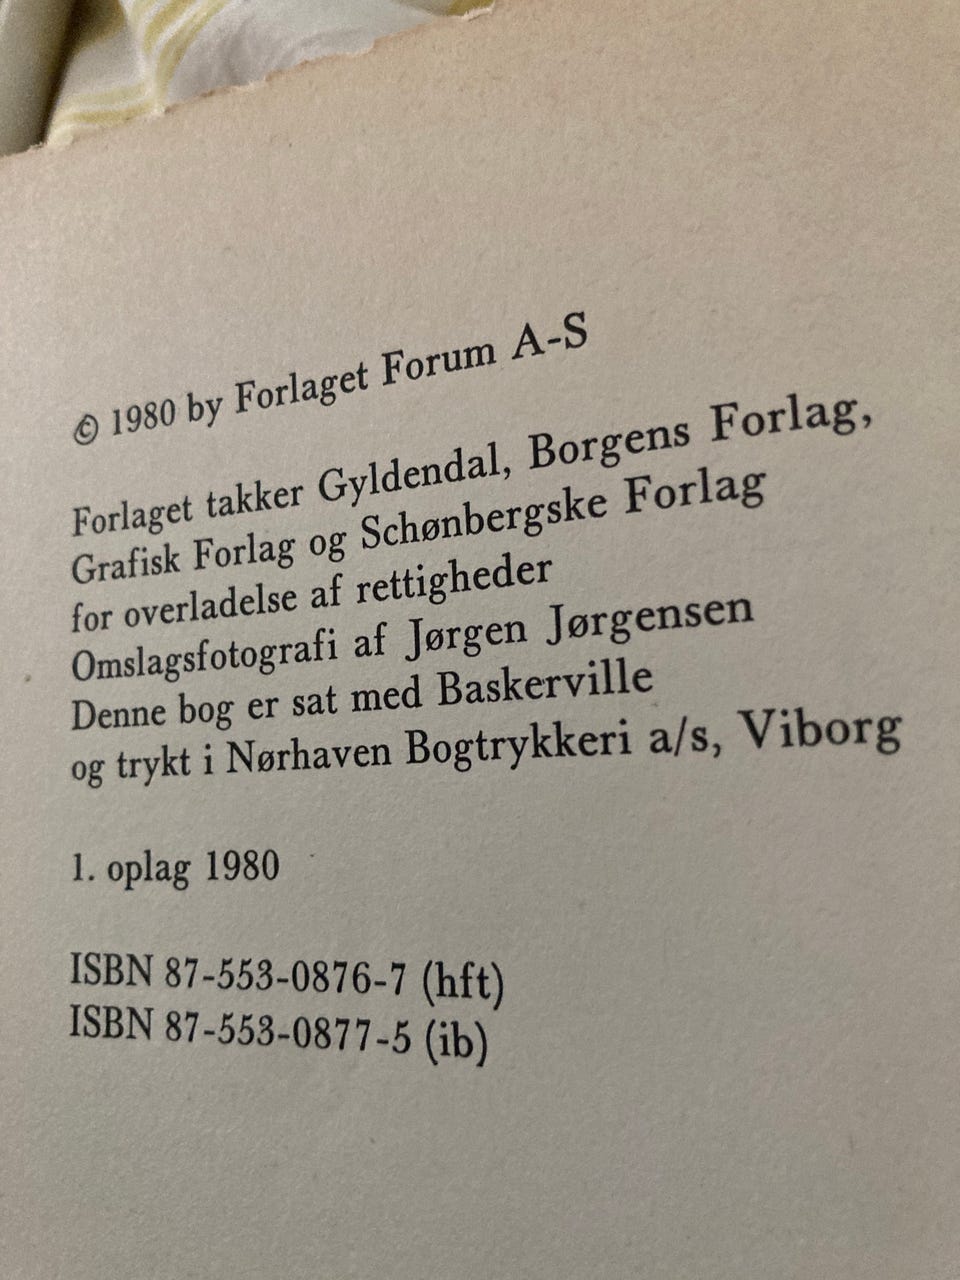 © 1980 by Forlaget Forum A-S
Forlaget takker Gyldendal, Borgens Forlag,
Grafisk Forlag og Schønbergske Forlag
for overladelse af rettigheder
Omslagsfotografi af Jørgen Jørgensen
Denne bog er sat med Baskerville
og trykt i Nørhaven Bogtrykkeri a/s, Viborg
1. oplag 1980
ISBN 87-553-0876-7 (hft)
ISBN 87-553-0877-5 (ib)